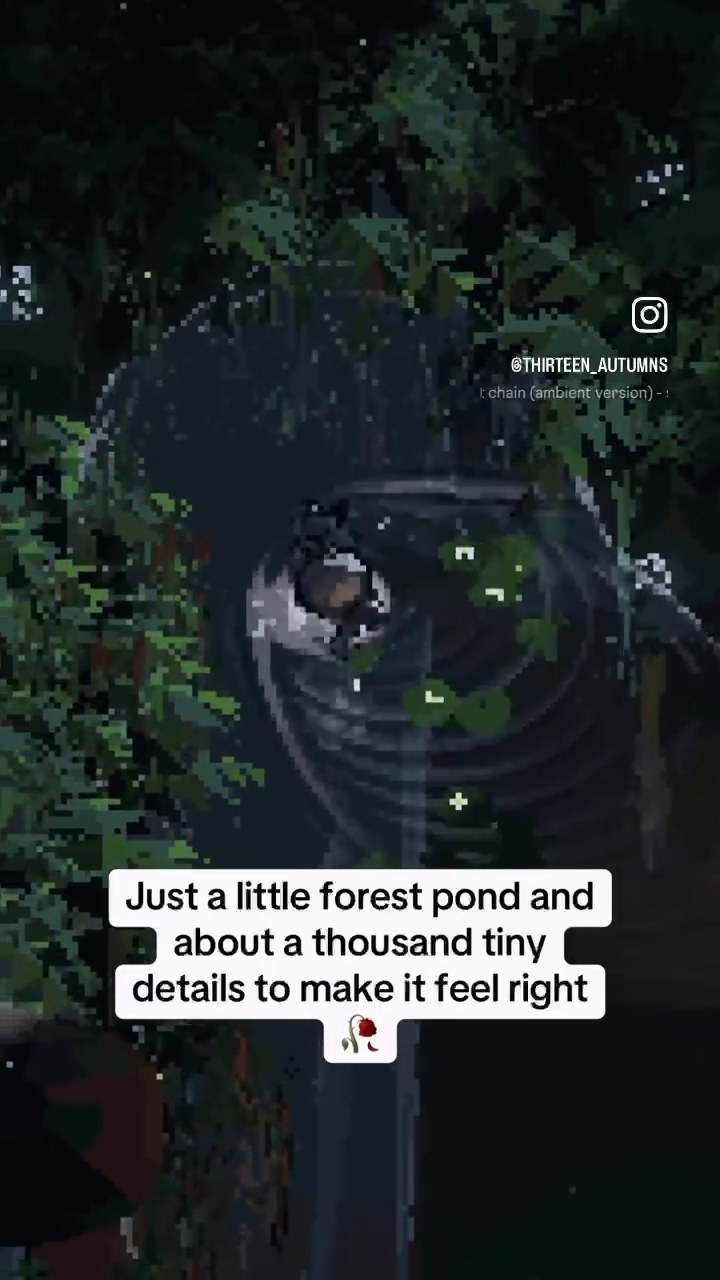 @THIRTEEN_AUTUMNS
chain (ambient version) -
Just a little forest pond and
about a thousand tiny
details to make it feel right
🥀